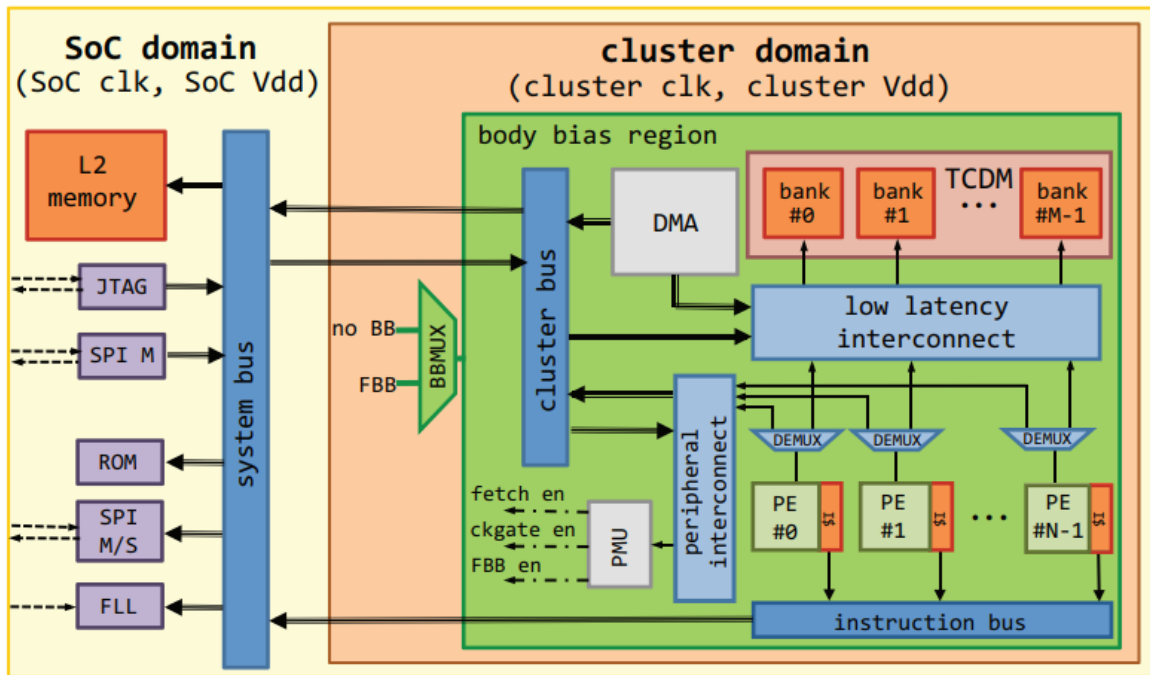 SoC domain
(SoC clk, SoC Vdd)
cluster domain
(cluster clk, cluster Vdd)
body bias region
L2
memory
JTAG
SPI M
ROM
SPI
M/S
FLL
system bus
no BB
FBB
BBMUX
cluster bus
DMA
TCDM
bank
#0
bank
#1
...
bank
#M-1
low latency
interconnect
peripheral
interconnect
DEMUX
DEMUX
DEMUX
PE
#0
I$
PE
#1
I$
...
PE
#N-1
I$
fetch en
ckgate en
FBB en
PMU
instruction bus